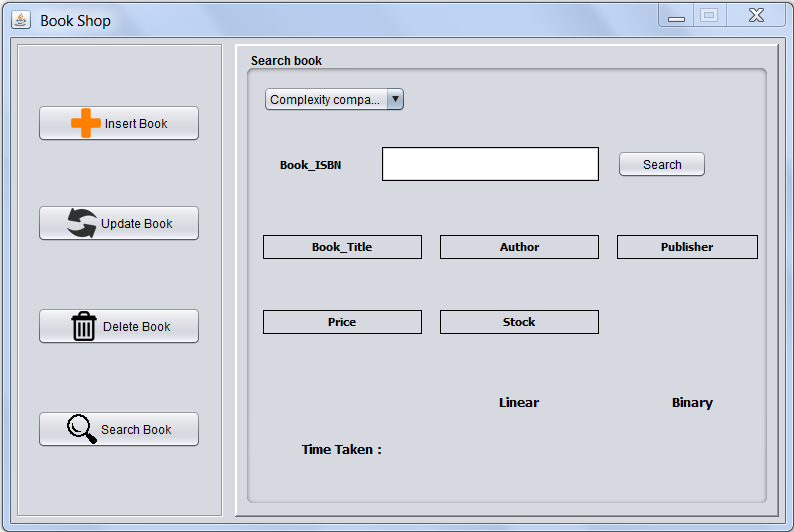 Book Shop
Insert Book
Update Book
Delete Book
Search Book
Search book
Complexity compa...
Book_ISBN
Search
Book_Title Author Publisher
Price Stock
Linear Binary
Time Taken :